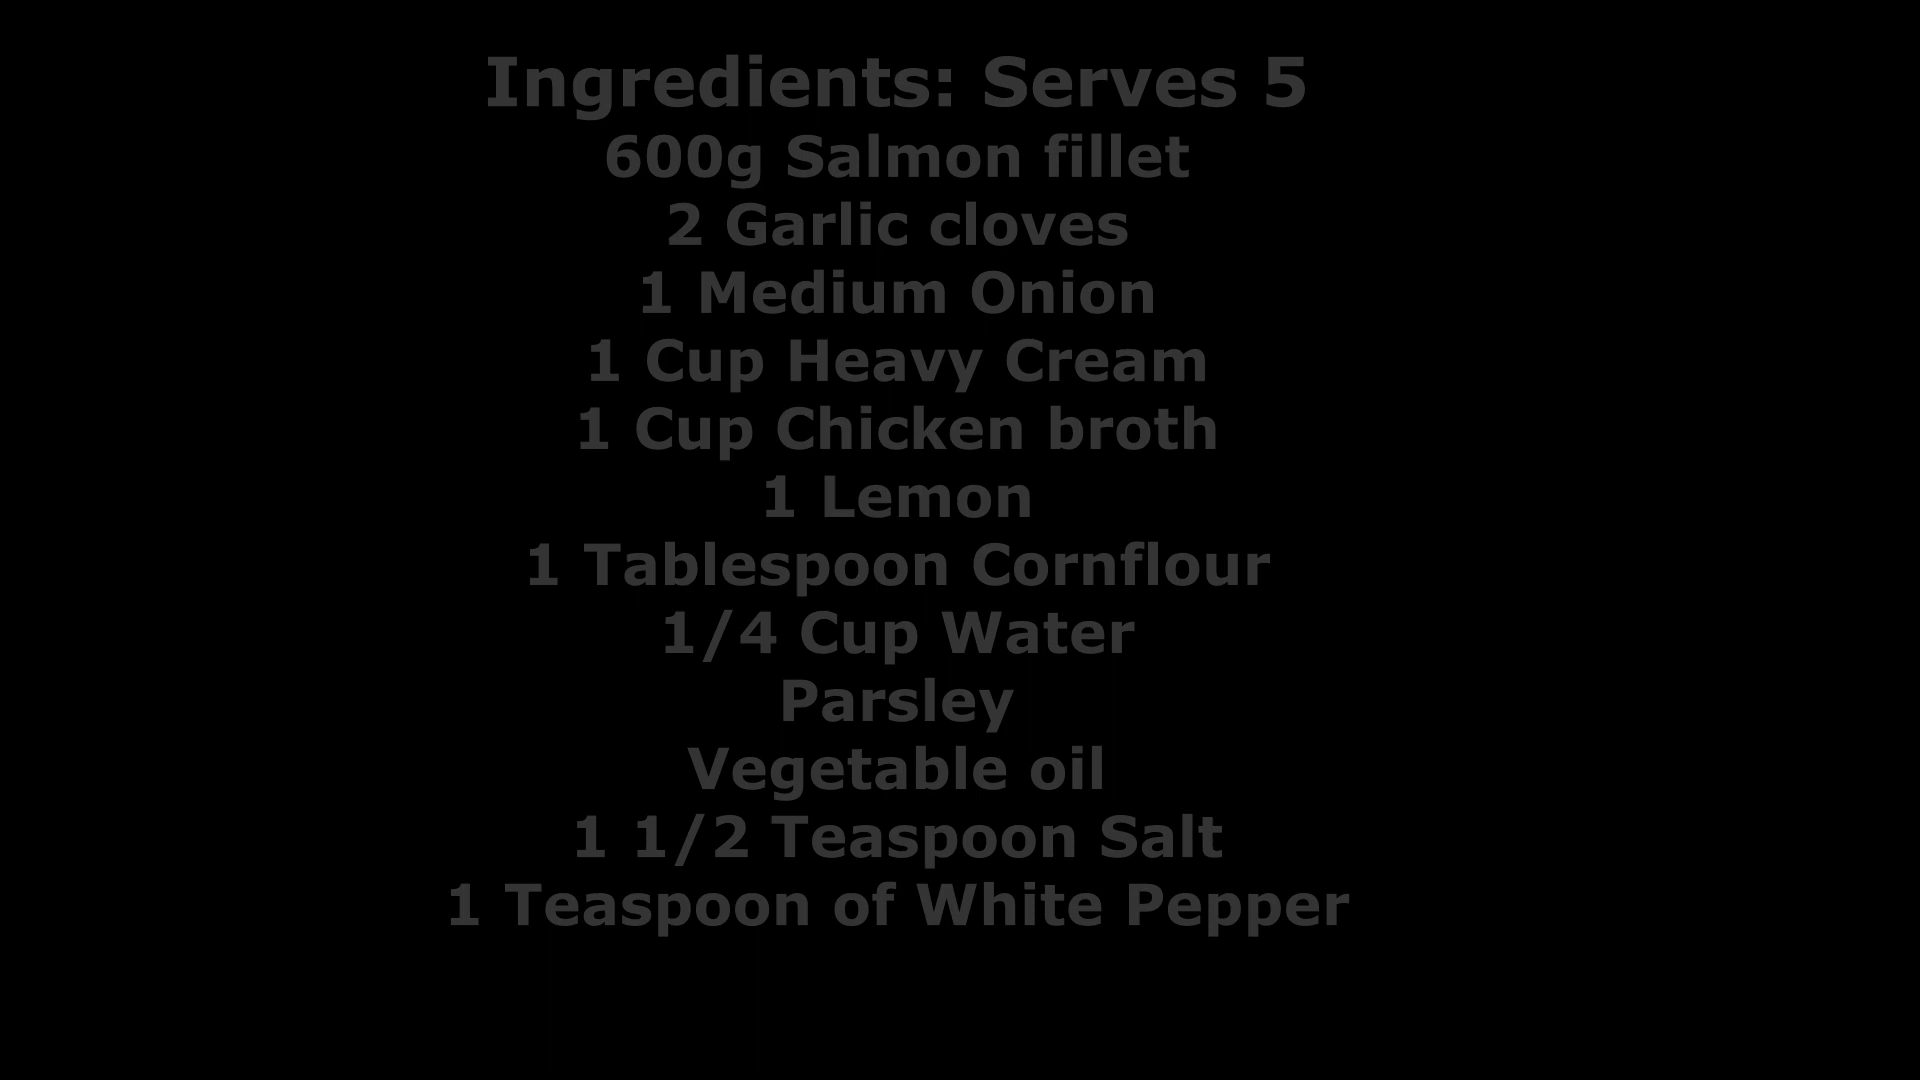 Ingredients: Serves 5
600g Salmon fillet
2 Garlic cloves
1 Medium Onion
1 Cup Heavy Cream
1 Cup Chicken broth
1 Lemon
1 Tablespoon Cornflour
1/4 Cup Water
Parsley
Vegetable oil
1 1/2 Teaspoon Salt
1 Teaspoon of White Pepper